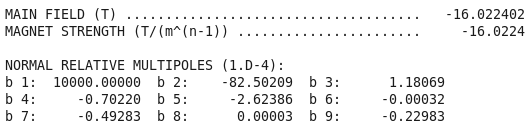 MAIN FIELD (T) ..................................... -16.022402
MAGNET STRENGTH (T/(m^(n-1)) ....................... -16.0224
NORMAL RELATIVE MULTIPOLES (1.D-4):
b 1: 10000.00000 b 2: -82.50209 b 3: 1.18069
b 4: -0.70220 b 5: -2.62386 b 6: -0.00032
b 7: -0.49283 b 8: 0.00003 b 9: -0.22983